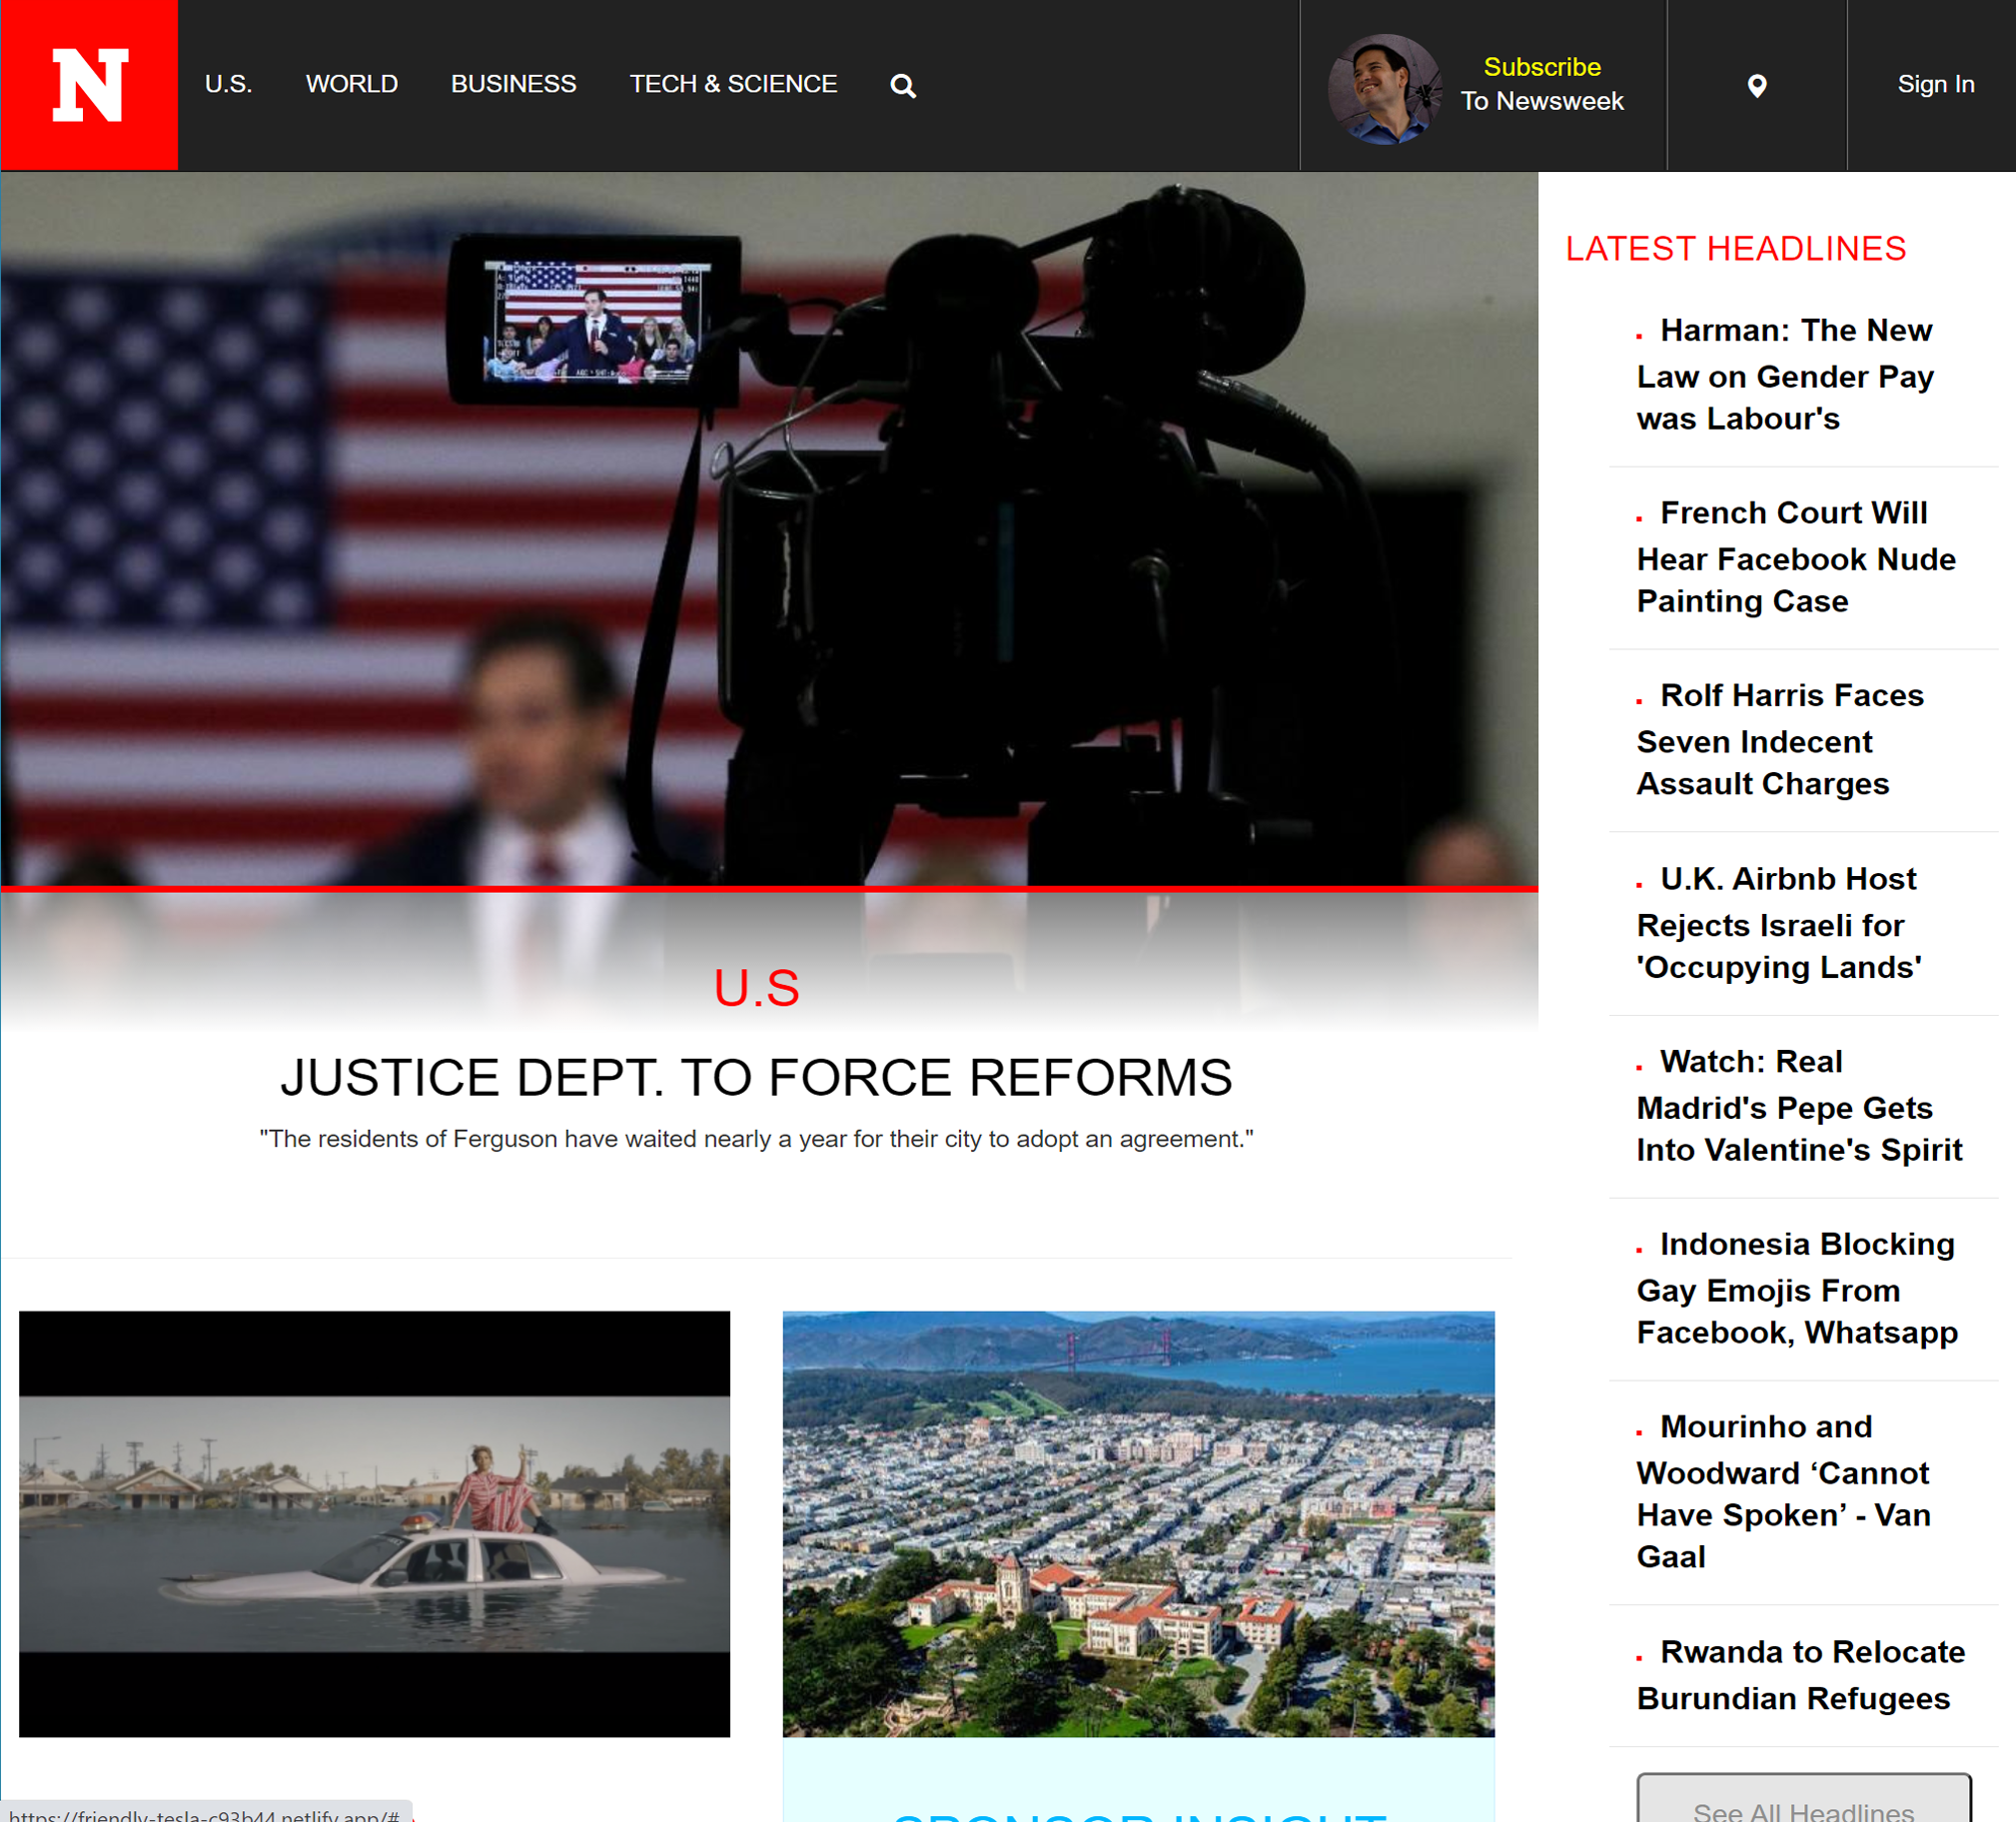 N
U.S.
WORLD
BUSINESS
TECH & SCIENCE
Subscribe
To Newsweek
Sign In
LATEST HEADLINES
Harman: The New
Law on Gender Pay
was Labour's
French Court Will
Hear Facebook Nude
Painting Case
Rolf Harris Faces
Seven Indecent
Assault Charges
U.K. Airbnb Host
Rejects Israeli for
'Occupying Lands'
Watch: Real
Madrid's Pepe Gets
Into Valentine's Spirit
Indonesia Blocking
Gay Emojis From
Facebook, Whatsapp
Mourinho and
Woodward ‘Cannot
Have Spoken’ - Van
Gaal
Rwanda to Relocate
Burundian Refugees
See All Headlines
U.S
JUSTICE DEPT. TO FORCE REFORMS
"The residents of Ferguson have waited nearly a year for their city to adopt an agreement."
SPONSOR INSIGHT
https://friendly-tesla-c93b44.netlify.app/#